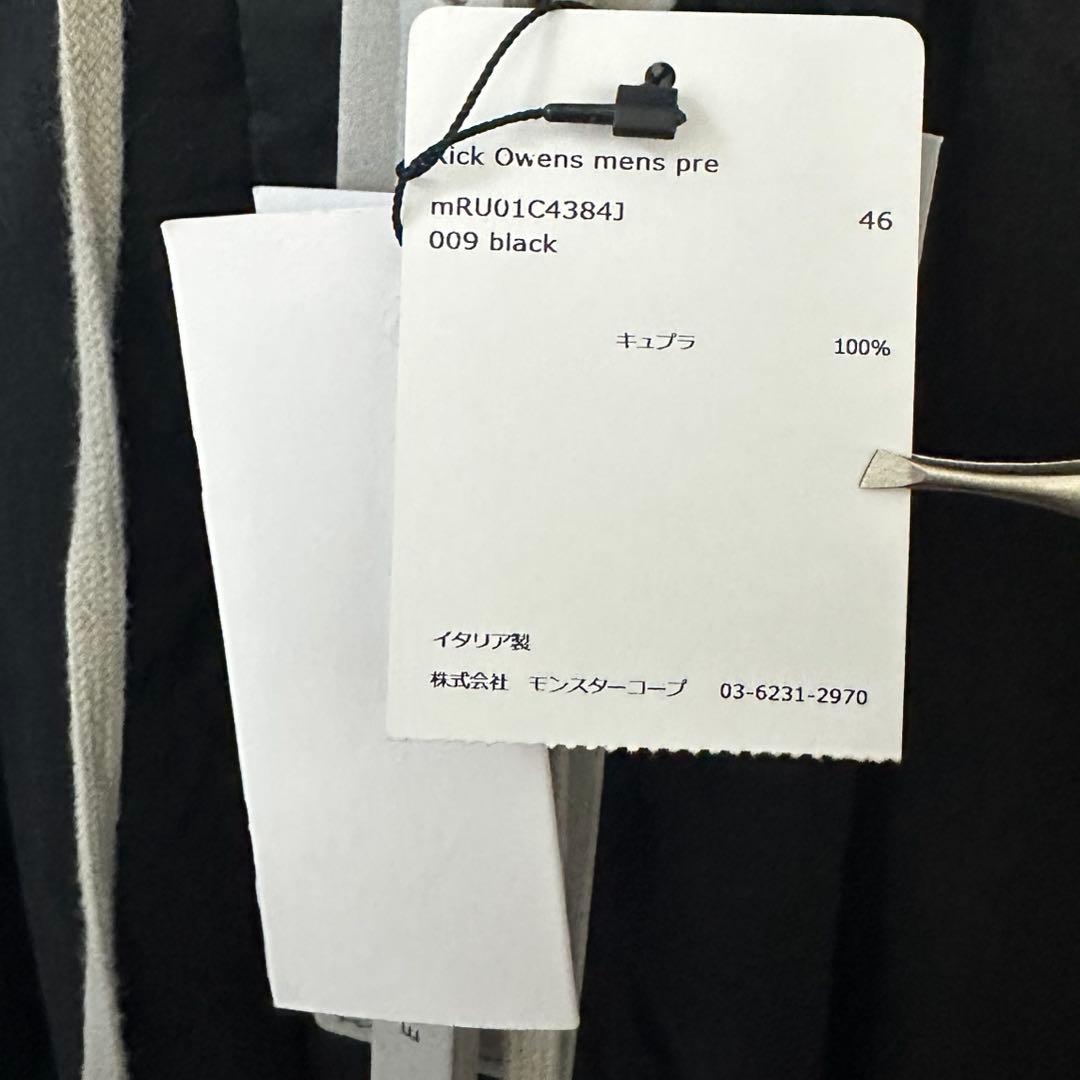 Rick Owens mens pre
mRU01C4384J 46
009 black
キュプラ 100%
イタリア製
株式会社 モンスターコープ 03-6231-2970